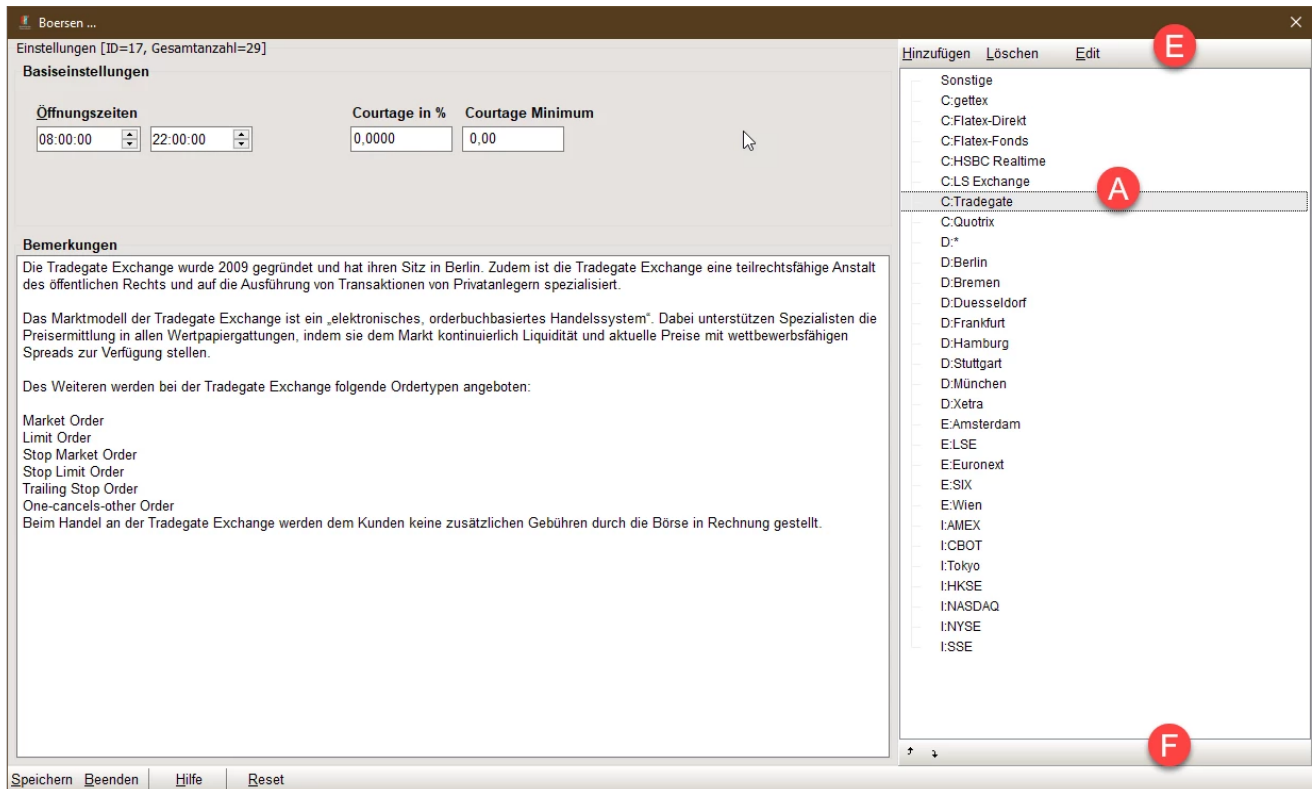 Boersen ...
Einstellungen [ID=17, Gesamtanzahl=29]
Basiseinstellungen
Öffnungszeiten
Courtage in %
Courtage Minimum
08:00:00
22:00:00
0,0000
0,00
Bemerkungen
Die Tradegate Exchange wurde 2009 gegründet und hat ihren Sitz in Berlin. Zudem ist die Tradegate Exchange eine teilrechtsfähige Anstalt
des öffentlichen Rechts und auf die Ausführung von Transaktionen von Privatanlegern spezialisiert.
Das Marktmodell der Tradegate Exchange ist ein „elektronisches, orderbuchbasiertes Handelssystem“. Dabei unterstützen Spezialisten die
Preisermittlung in allen Wertpapiergattungen, indem sie dem Markt kontinuierlich Liquidität und aktuelle Preise mit wettbewerbsfähigen
Spreads zur Verfügung stellen.
Des Weiteren werden bei der Tradegate Exchange folgende Ordertypen angeboten:
Market Order
Limit Order
Stop Market Order
Stop Limit Order
Trailing Stop Order
One-cancels-other Order
Beim Handel an der Tradegate Exchange werden dem Kunden keine zusätzlichen Gebühren durch die Börse in Rechnung gestellt.
Hinzufügen Löschen Edit
E
Sonstige
C:gettex
C:Flatex-Direkt
C:Flatex-Fonds
C:HSBC Realtime
C:LS Exchange
A
C:Tradegate
C:Quotrix
D:*
D:Berlin
D:Bremen
D:Duesseldorf
D:Frankfurt
D:Hamburg
D:Stuttgart
D:München
D:Xetra
E:Amsterdam
E:LSE
E:Euronext
E:SIX
E:Wien
I:AMEX
I:CBOT
I:Tokyo
I:HKSE
I:NASDAQ
I:NYSE
I:SSE
F
Speichern Beenden Hilfe Reset